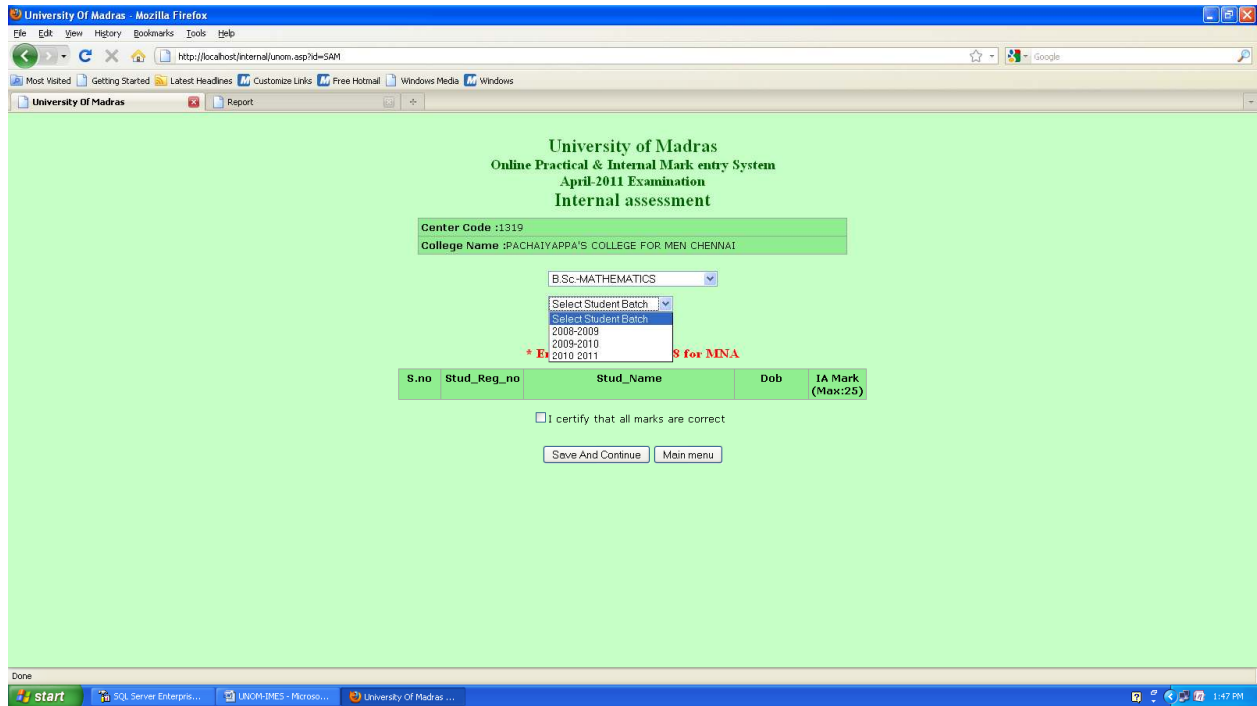 University Of Madras - Mozilla Firefox
File Edit View History Bookmarks Tools Help
http://localhost/internal/unom.asp?id=SAM
Google
Most Visited Getting Started Latest Headlines Customize Links Free Hotmail Windows Media Windows
University Of Madras Report
University of Madras
Online Practical & Internal Mark entry System
April-2011 Examination
Internal assessment
Center Code :1319
College Name :PACHAIYAPPA'S COLLEGE FOR MEN CHENNAI
B.Sc.-MATHEMATICS
Select Student Batch
Select Student Batch
2008-2009
2009-2010
2010 2011
* E 8 for MNA
S.no Stud_Reg_no Stud_Name Dob IA Mark
(Max:25)
I certify that all marks are correct
Save And Continue Main menu
Done
start SQL Server Enterpris... UNOM-IMES - Microso... University Of Madras ... 1:47 PM